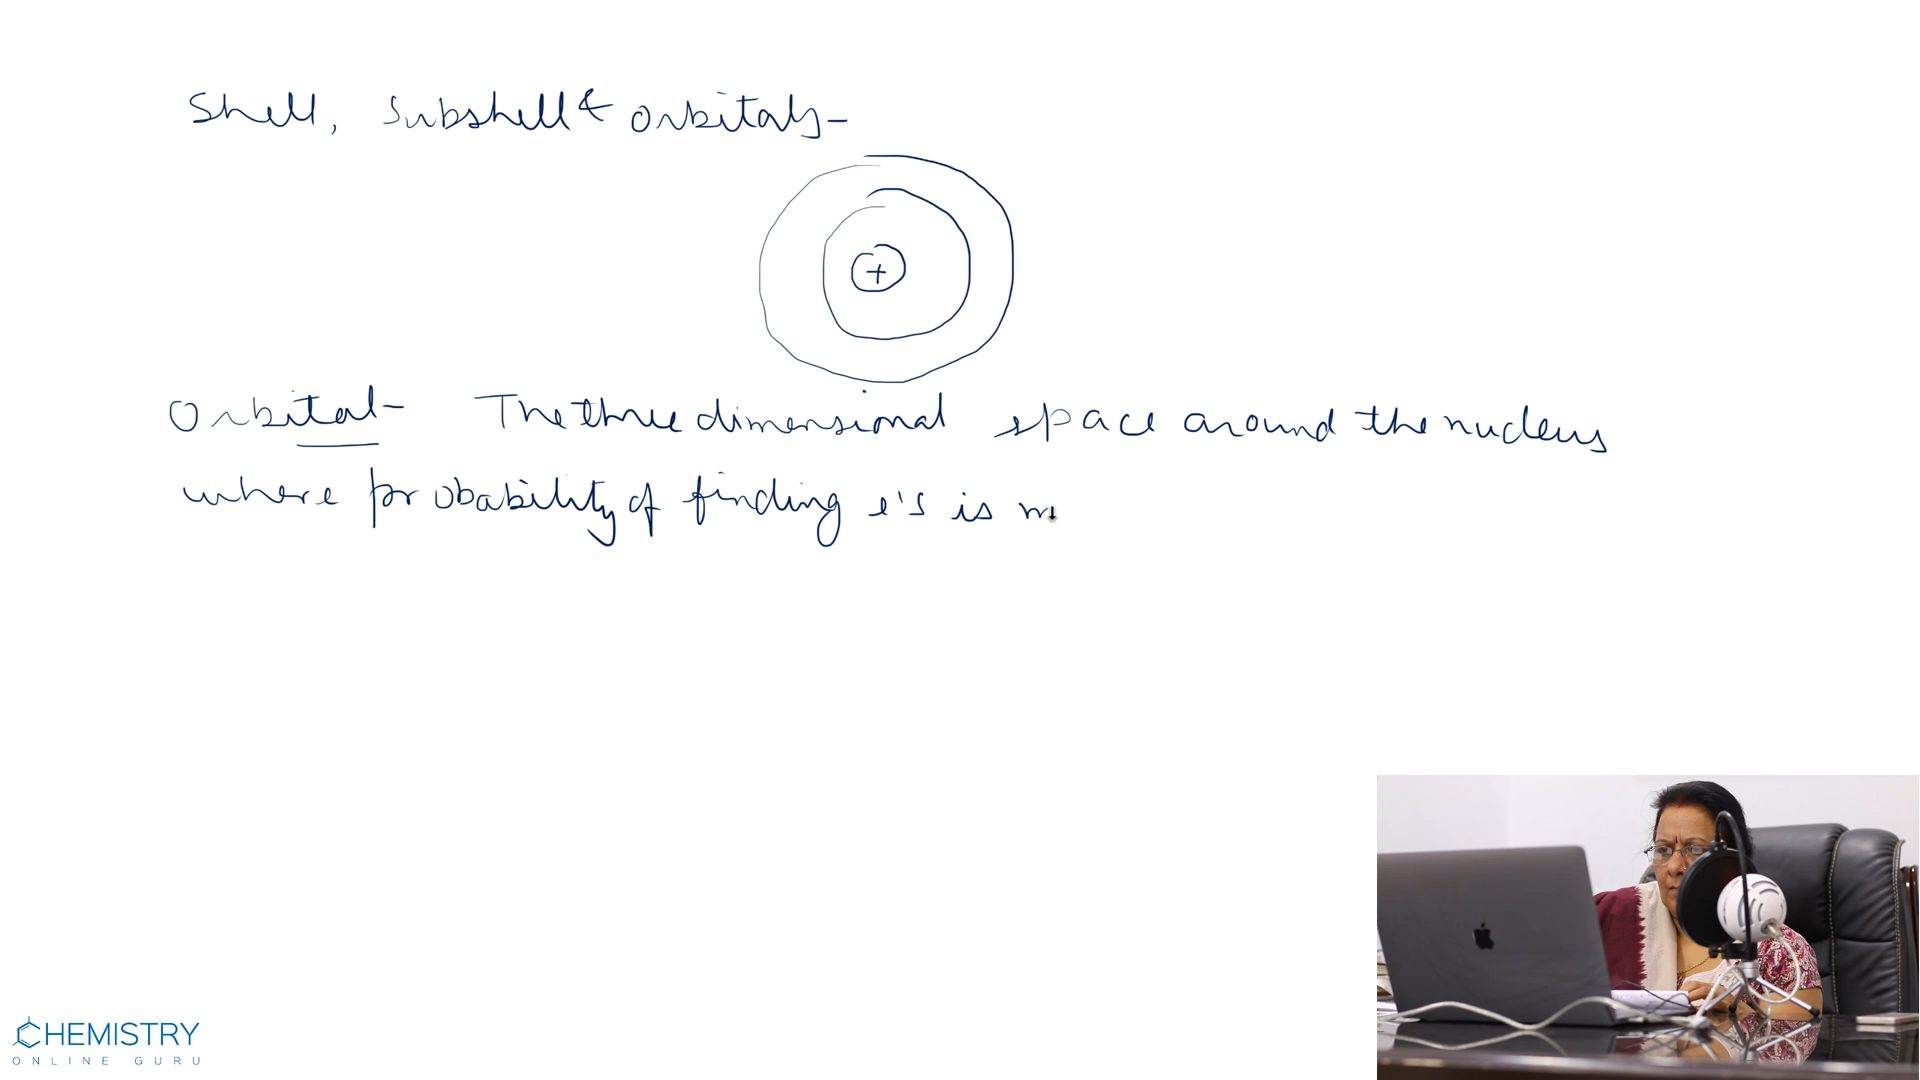 Shell, Subshell & orbitals-
+
Orbital- The three dimensional space around the nucleus
where probability of finding e's is m
CHEMISTRY
ONLINE GURU